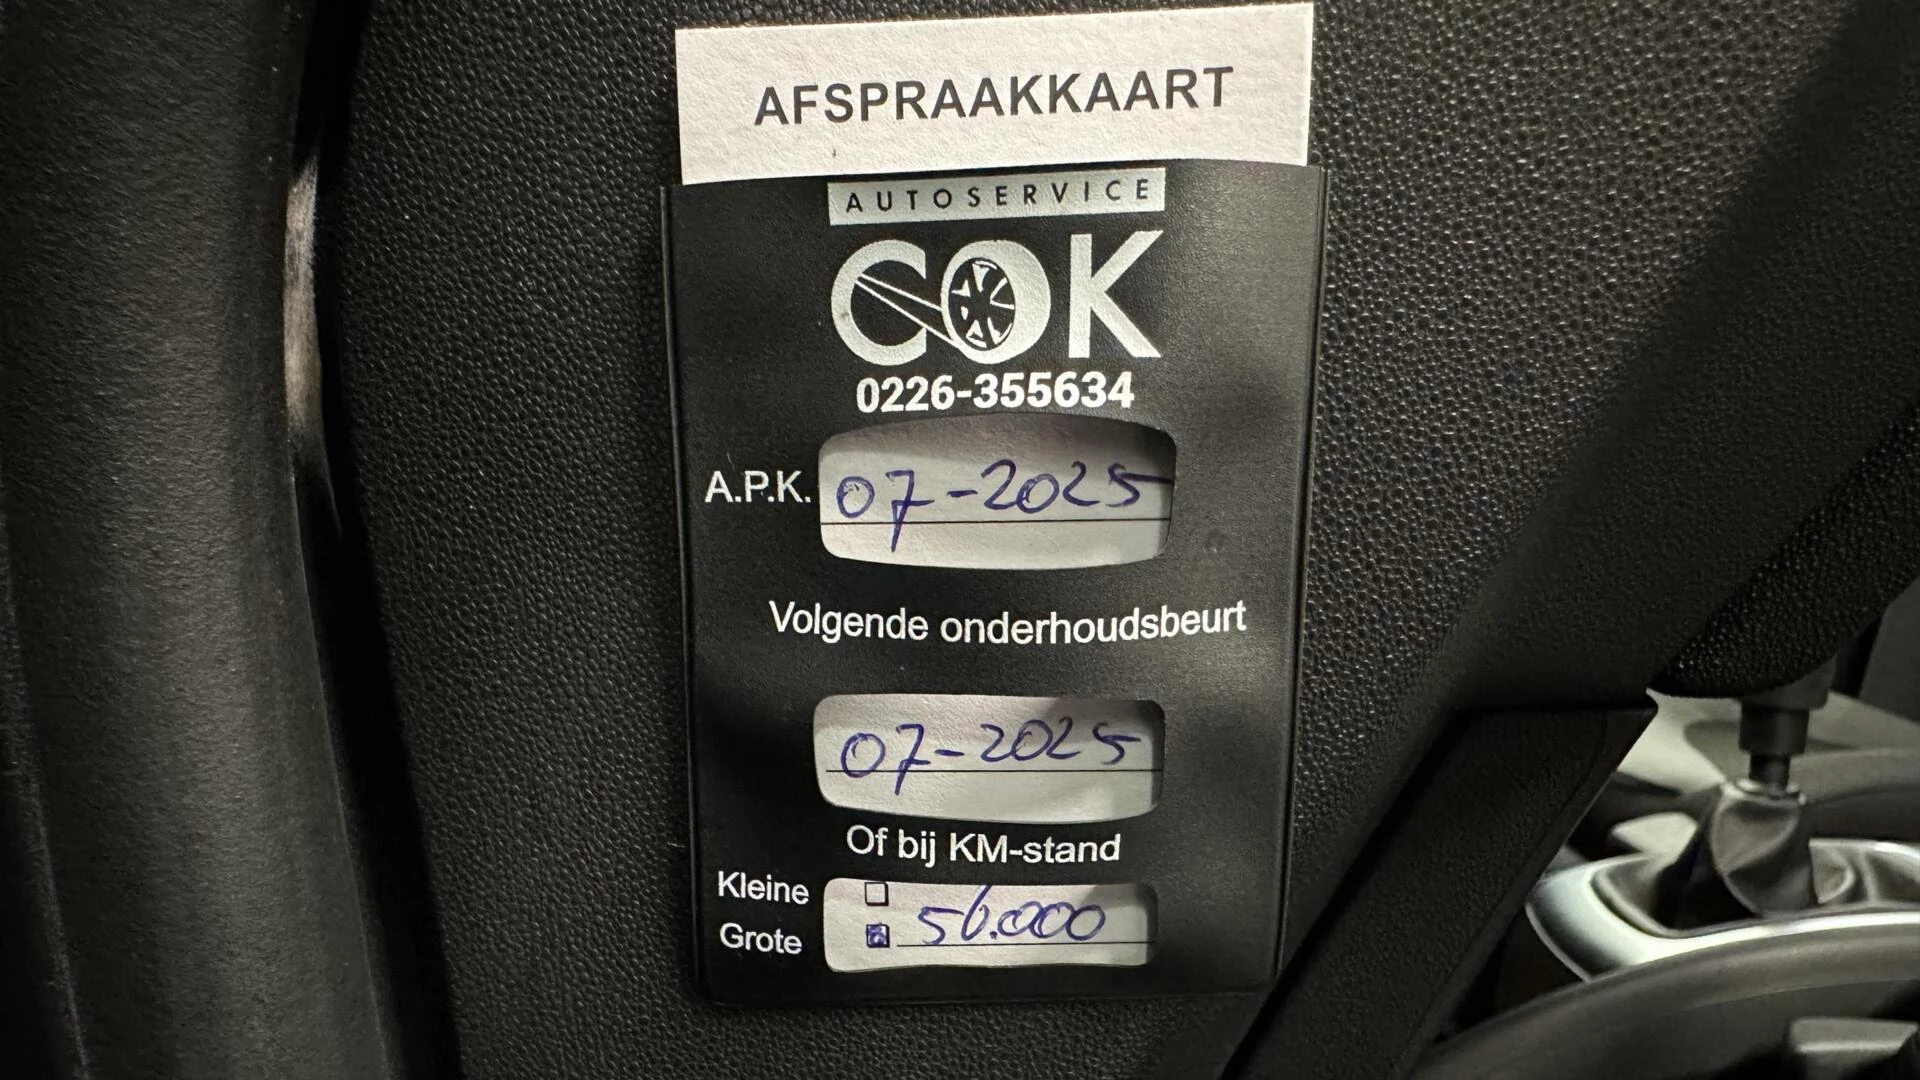 AFSPRAAKKAART
AUTOSERVICE
COK
0226-355634
A.P.K. 07-2025
Volgende onderhoudsbeurt
07-2025
Of bij KM-stand
Kleine
Grote 56.000